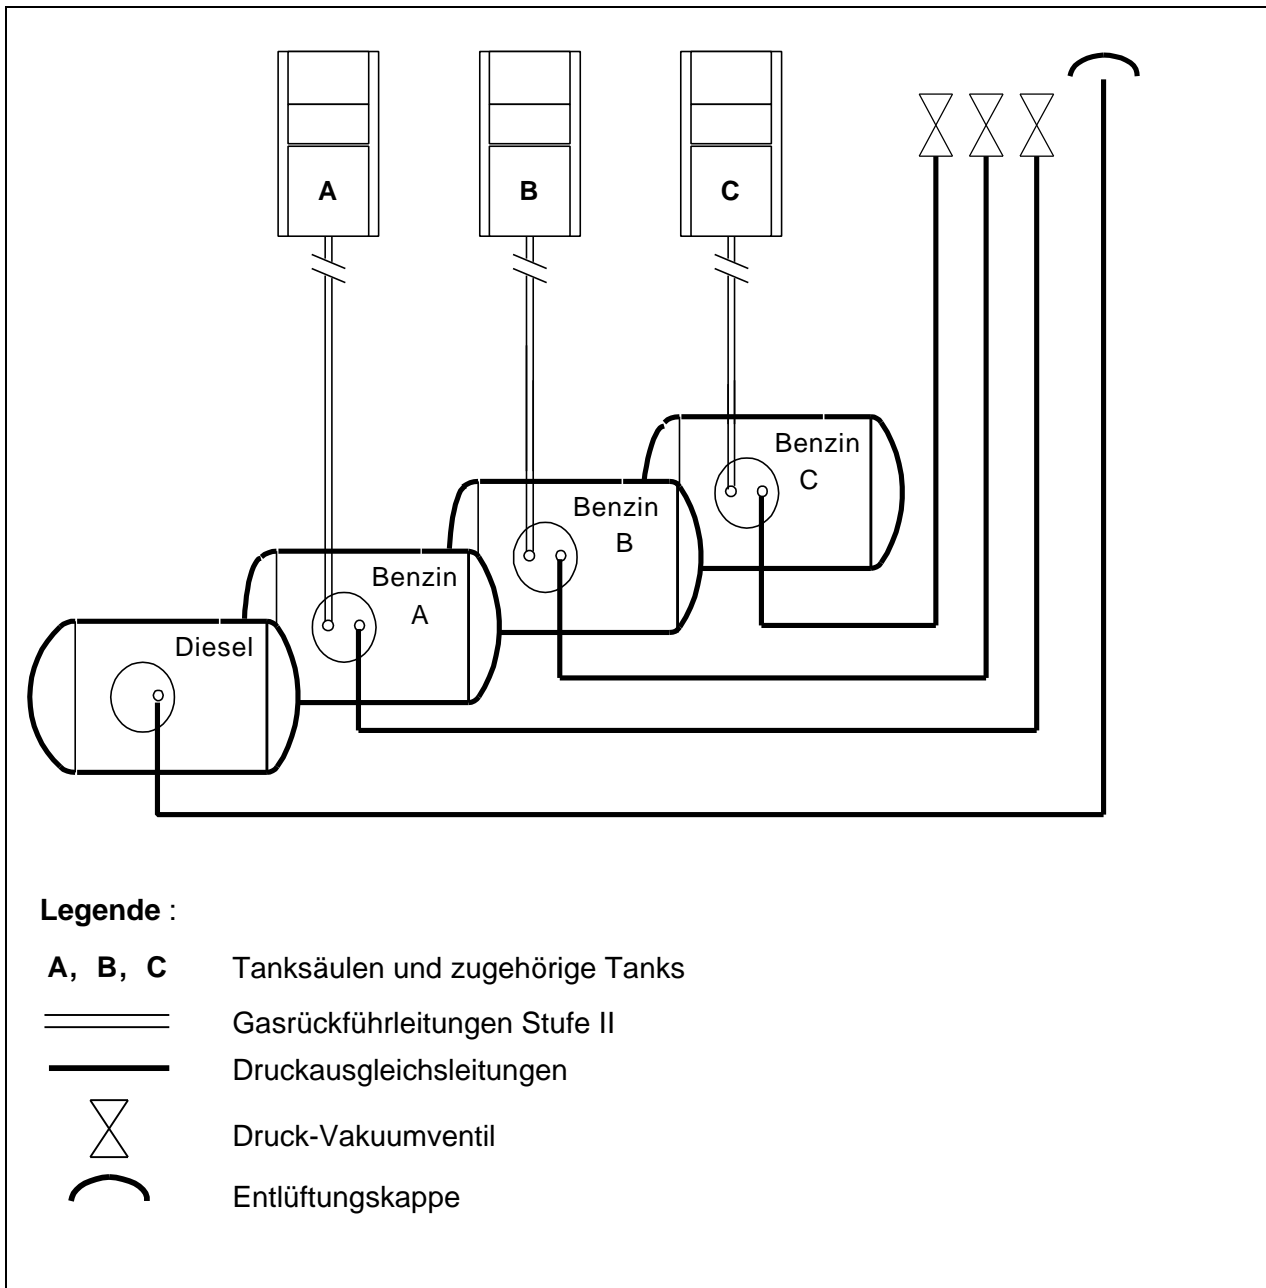 A
B
C
Benzin
C
Benzin
B
Benzin
A
Diesel
Legende :
A, B, C Tanksäulen und zugehörige Tanks
Gasrückführleitungen Stufe II
Druckausgleichsleitungen
Druck-Vakuumventil
Entlüftungskappe